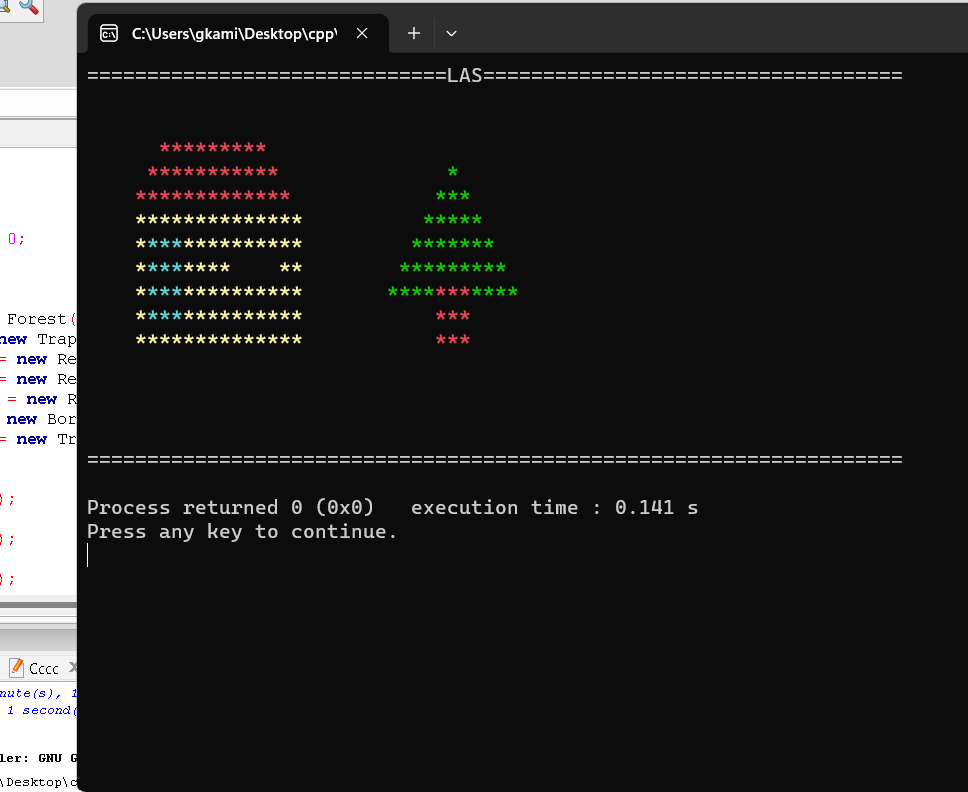 C:\Users\gkami\Desktop\cpp\
==============================LAS===================================
      *********
     ***********              *
    *************            ***
    **************          *****
    **************         *******
    ********    **        *********
    **************       ***********
    **************           ***
    **************           ***
====================================================================
Process returned 0 (0x0)   execution time : 0.141 s
Press any key to continue.
0;
Forest(
new Trap
= new Re
= new Re
= new R
new Bor
= new Tr
);
);
);
Cccc
nute(s), 1
1 second(
ler: GNU G
\Desktop\c